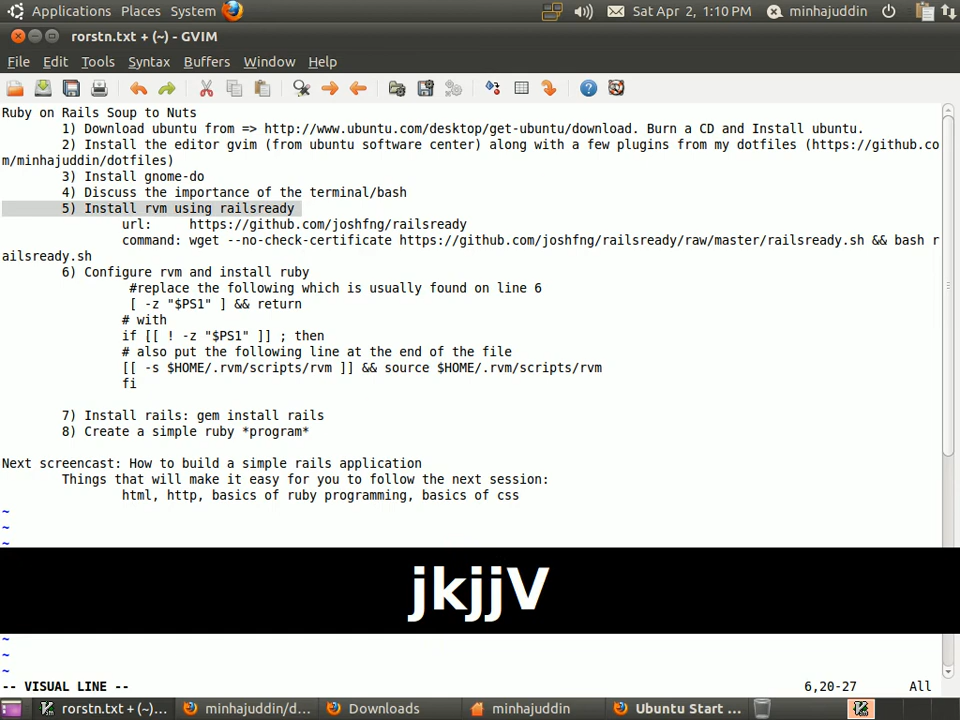 Applications Places System Sat Apr 2, 1:10 PM minhajuddin
rorstn.txt + (~) - GVIM
File Edit Tools Syntax Buffers Window Help
Ruby on Rails Soup to Nuts
1) Download ubuntu from => http://www.ubuntu.com/desktop/get-ubuntu/download. Burn a CD and Install ubuntu.
2) Install the editor gvim (from ubuntu software center) along with a few plugins from my dotfiles (https://github.co
m/minhajuddin/dotfiles)
3) Install gnome-do
4) Discuss the importance of the terminal/bash
5) Install rvm using railsready
url: https://github.com/joshfng/railsready
command: wget --no-check-certificate https://github.com/joshfng/railsready/raw/master/railsready.sh && bash r
ailsready.sh
6) Configure rvm and install ruby
#replace the following which is usually found on line 6
[ -z "$PS1" ] && return
# with
if [[ ! -z "$PS1" ]] ; then
# also put the following line at the end of the file
[[ -s $HOME/.rvm/scripts/rvm ]] && source $HOME/.rvm/scripts/rvm
fi
7) Install rails: gem install rails
8) Create a simple ruby *program*
Next screencast: How to build a simple rails application
Things that will make it easy for you to follow the next session:
html, http, basics of ruby programming, basics of css
~
~
~
jkjjV
~
~
~
-- VISUAL LINE -- 6,20-27 All
rorstn.txt + (~)... minhajuddin/d... Downloads minhajuddin Ubuntu Start ...